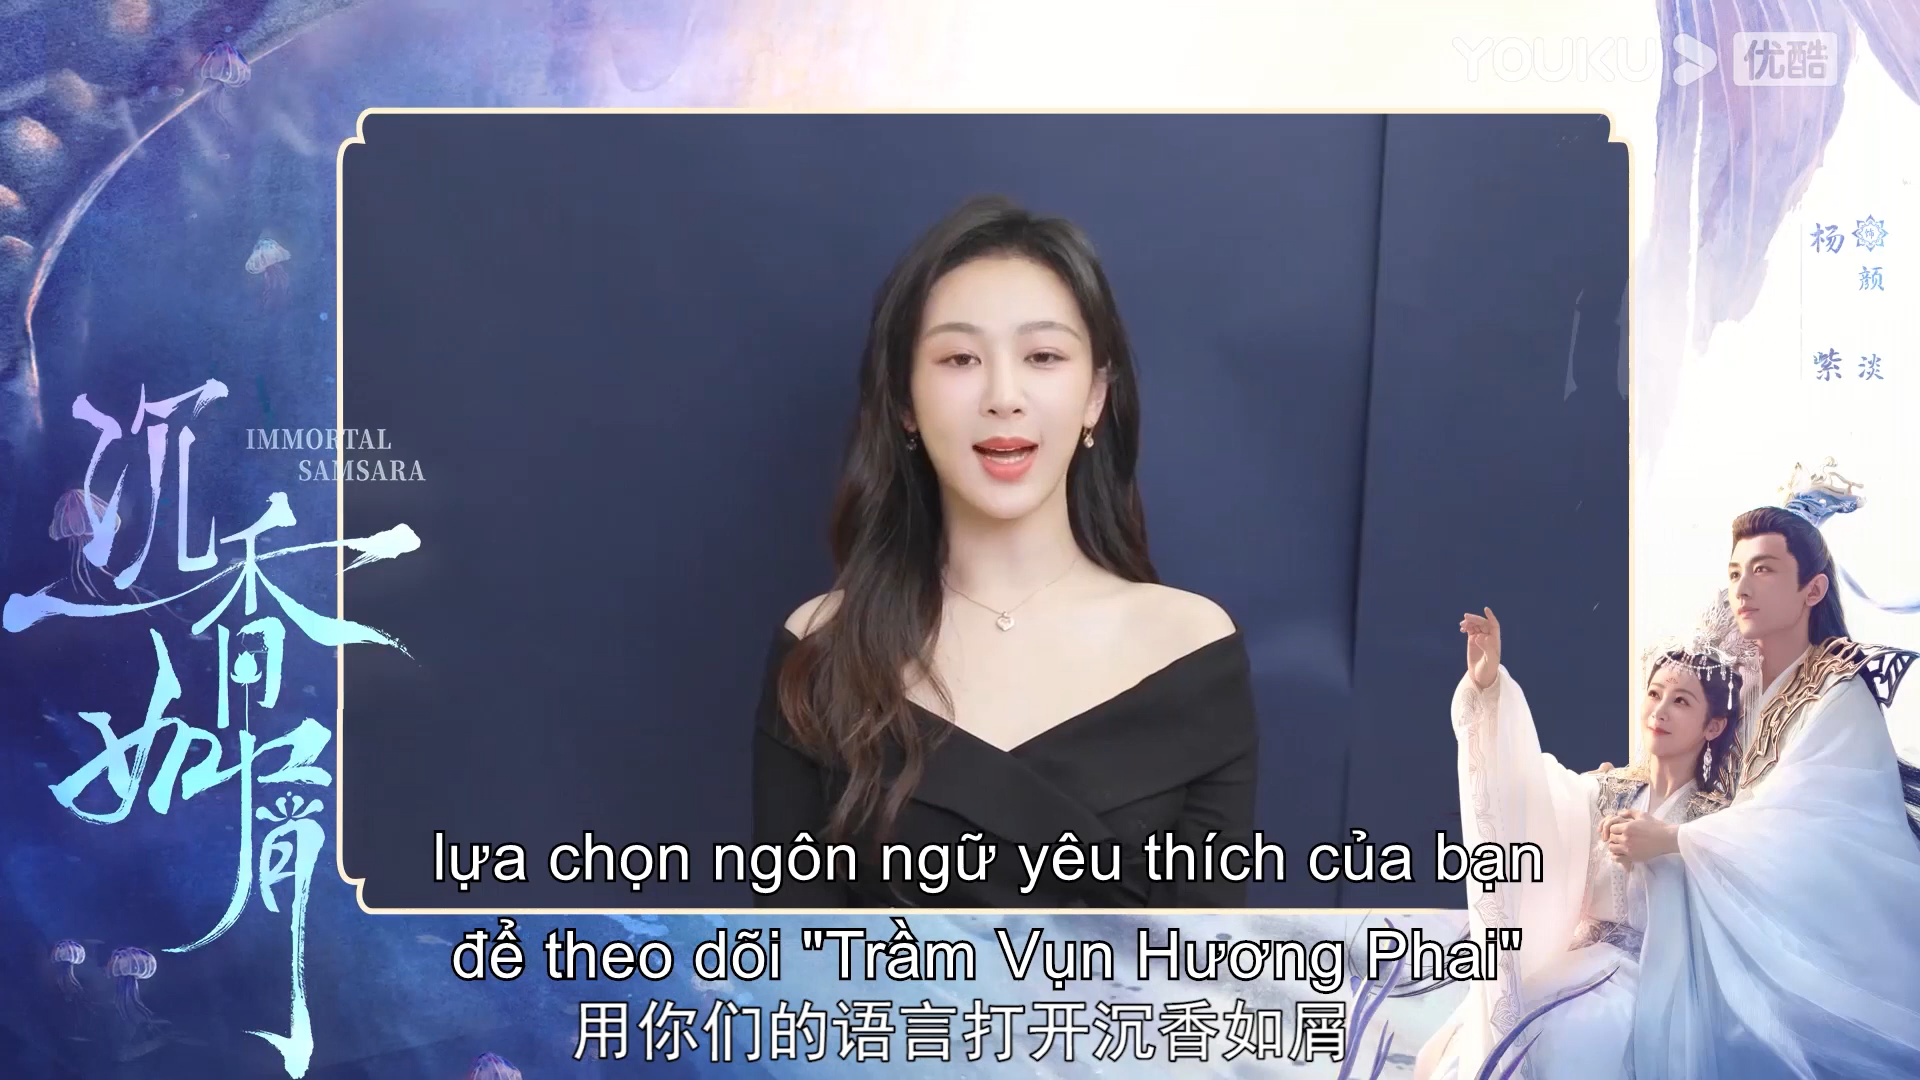 YOUKU 优酷
杨紫
饰
颜淡
IMMORTAL
SAMSARA
沉香如屑
lựa chọn ngôn ngữ yêu thích của bạn
để theo dõi "Trầm Vụn Hương Phai"
用你们的语言打开沉香如屑